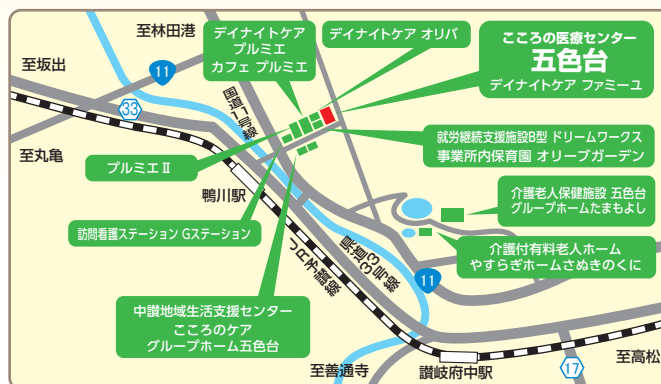 至林田港
デイナイトケア
プルミエ
カフェ プルミエ
デイナイトケア オリバ
こころの医療センター
五色台
デイナイトケア ファミーユ
至坂出
11
33
国道11号線
就労継続支援施設B型 ドリームワークス
事業所内保育園 オリーブガーデン
至丸亀
プルミエⅡ
鴨川駅
介護老人保健施設 五色台
グループホームたまもよし
訪問看護ステーション Gステーション
介護付有料老人ホーム
やすらぎホームさぬきのくに
JR予讃線
県道33号線
11
中讃地域生活支援センター
こころのケア
グループホーム五色台
至善通寺
讃岐府中駅
17
至高松